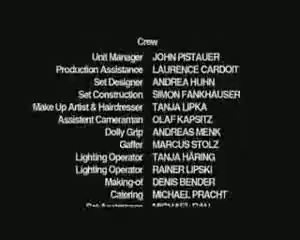 Crew
Unit Manager JOHN PISTAUER
Production Assistance LAURENCE CARDOIT
Set Designer ANDREA HUHN
Set Construction SIMON FANKHAUSER
Make Up Artist & Hairdresser TANJA LIPKA
Assistent Cameraman OLAF KAPSITZ
Dolly Grip ANDREAS MENK
Gaffer MARCUS STOLZ
Lighting Operator TANJA HÄRING
Lighting Operator RAINER LIPSKI
Making-of DENIS BENDER
Catering MICHAEL PRACHT